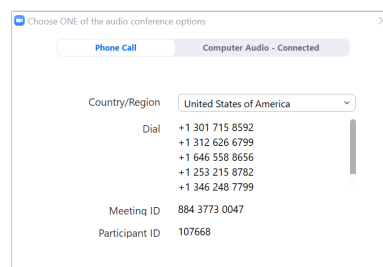 Choose ONE of the audio conference options
Phone Call
Computer Audio - Connected
Country/Region
United States of America
Dial
+1 301 715 8592
+1 312 626 6799
+1 646 558 8656
+1 253 215 8782
+1 346 248 7799
Meeting ID
884 3773 0047
Participant ID
107668